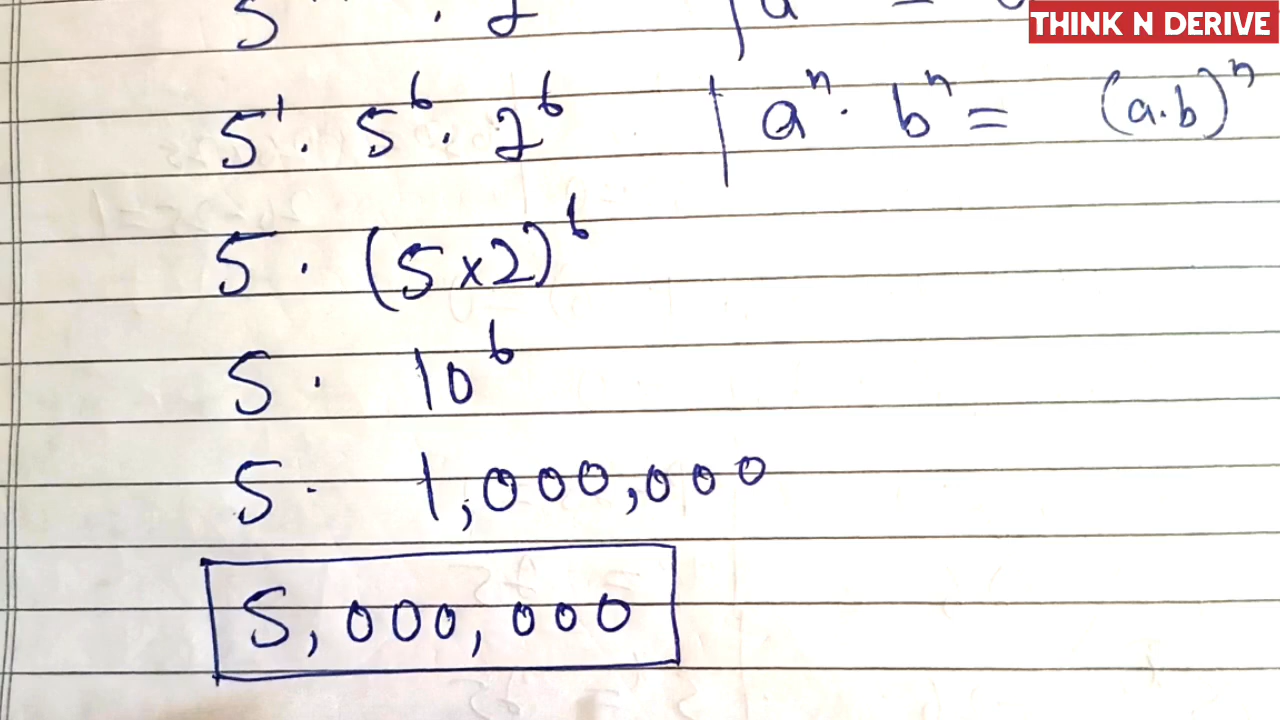 THINK N DERIVE
5¹ · 5⁶ · 2⁶ | aⁿ · bⁿ = (a.b)ⁿ
5 · (5×2)⁶
5 · 10⁶
5 · 1,000,000
5,000,000